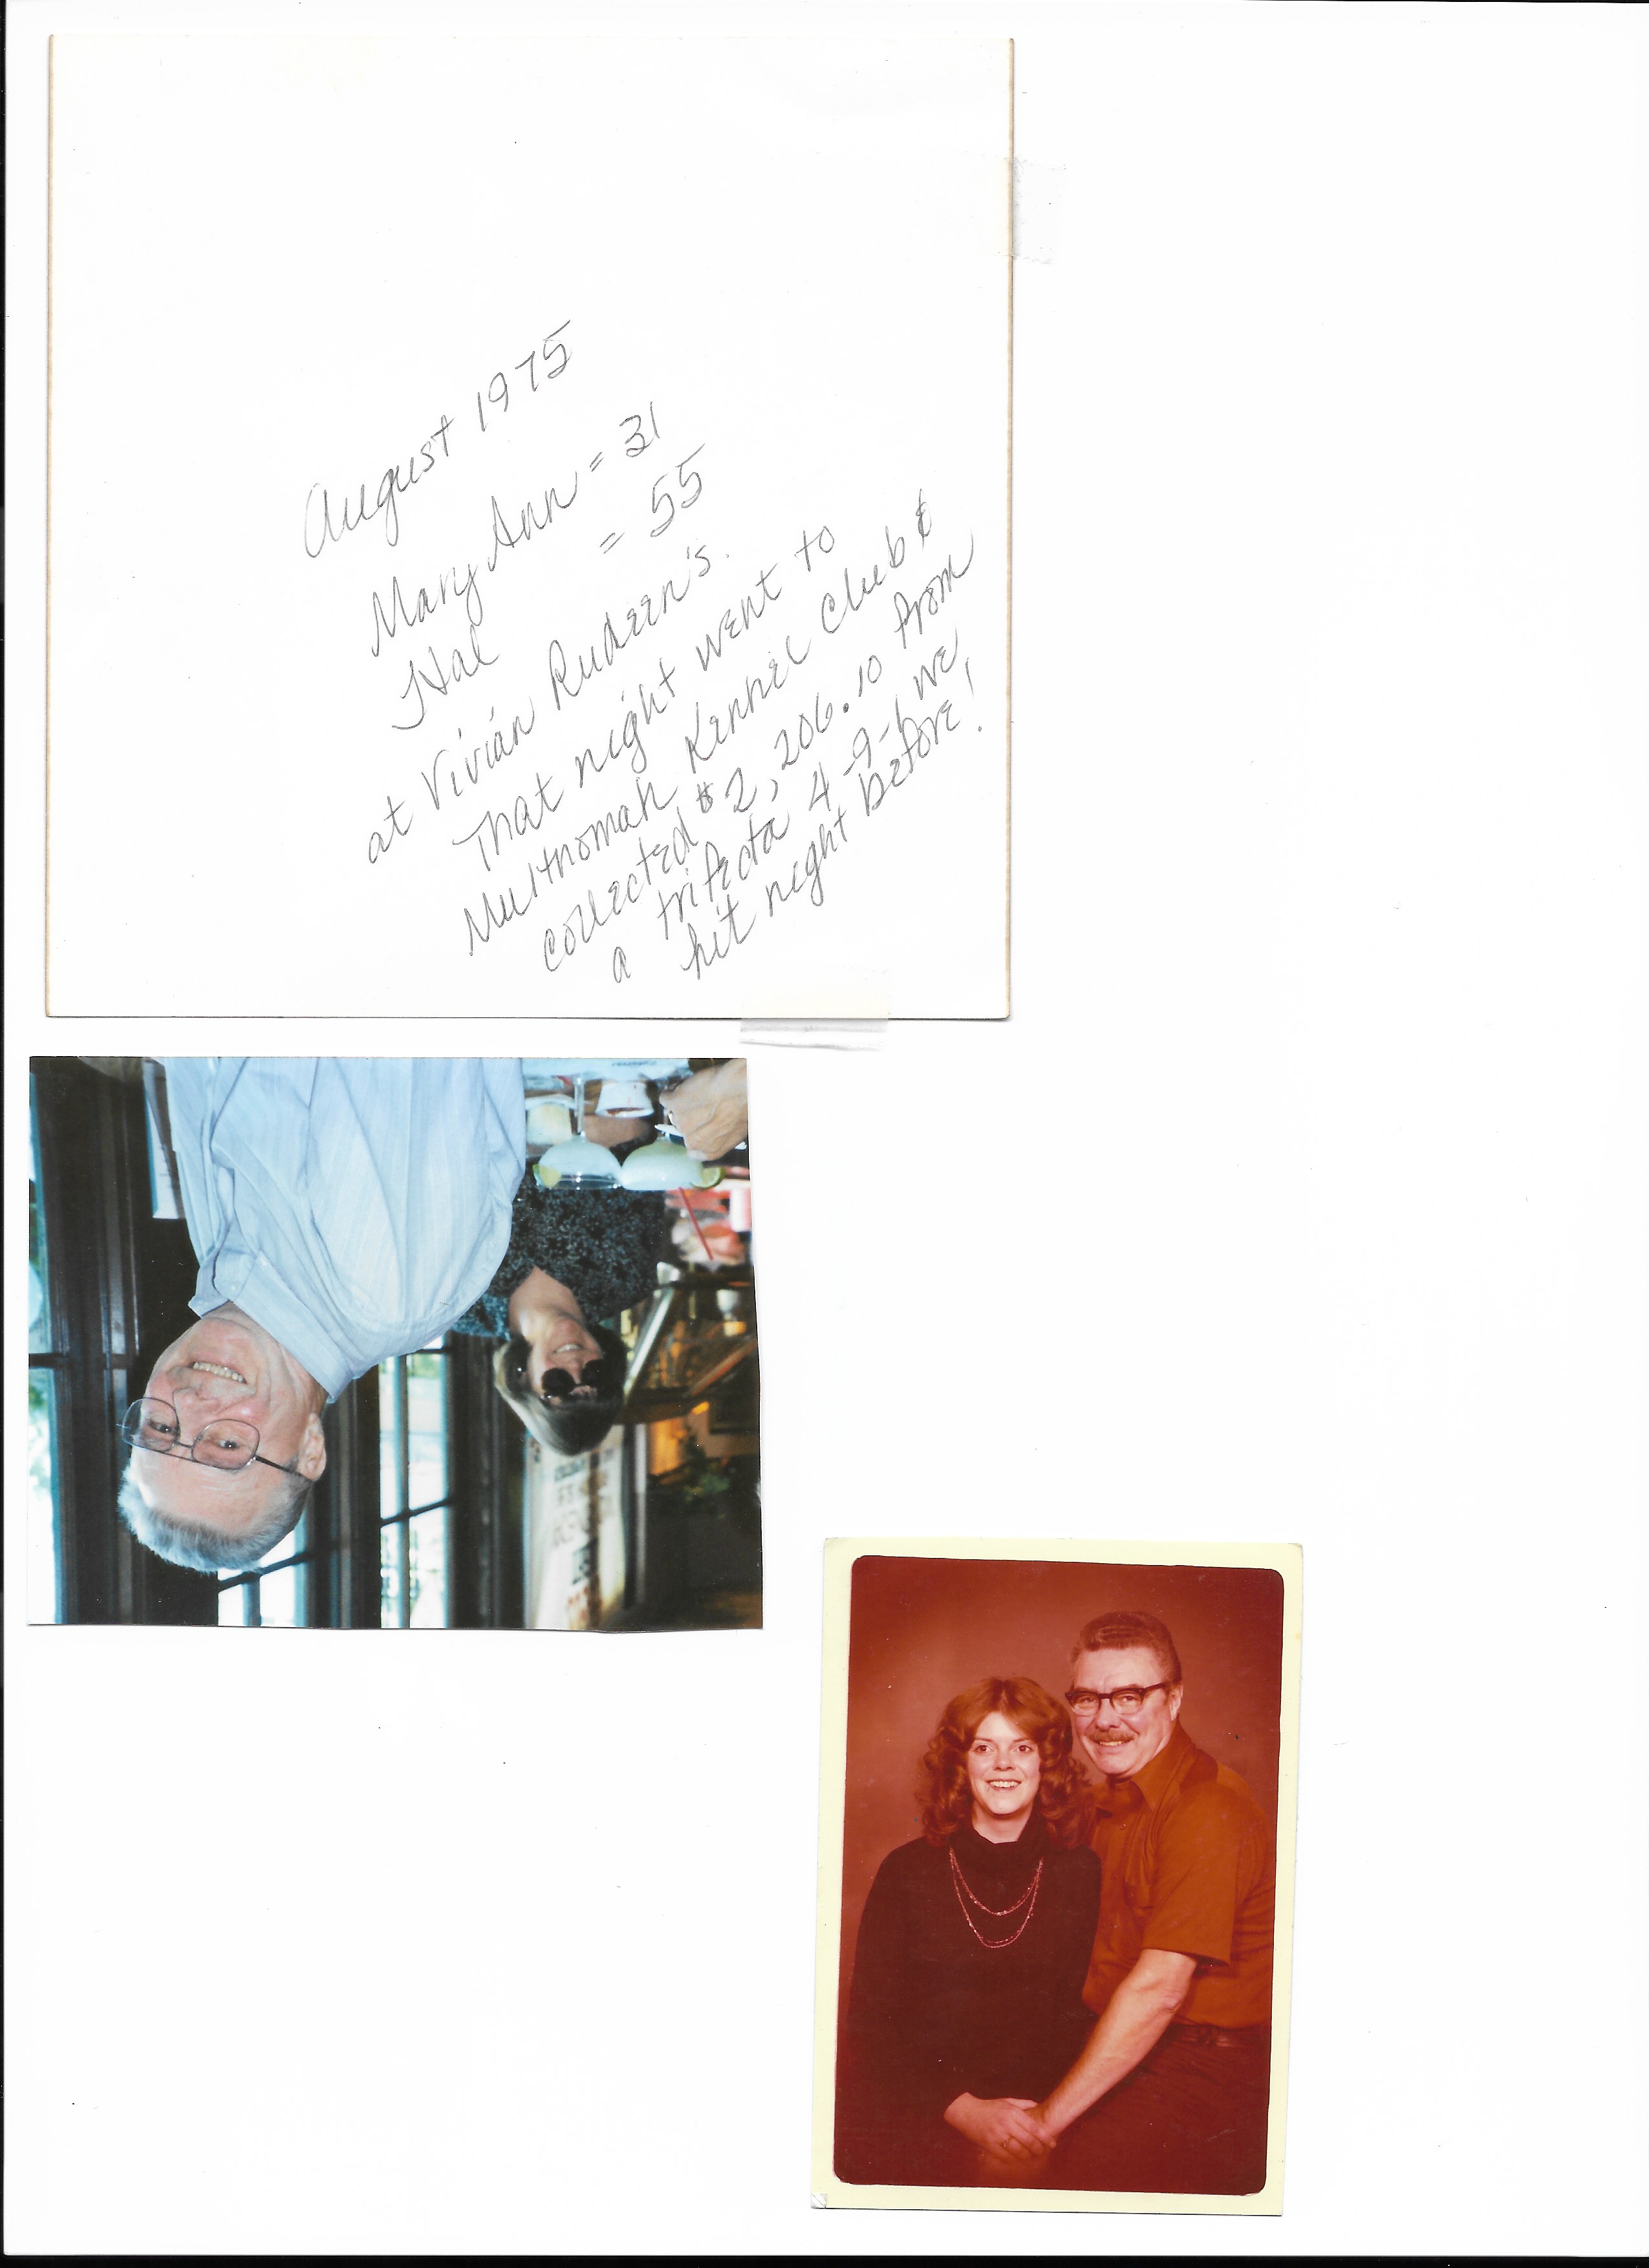 August 1975
Mary Ann = 31
Hal = 55
at Vivian Rudeen's.
That night went to
Multnomah Kennel Club &
collected $2,206.10 from
a trifecta 4-9-6 we
hit night before!